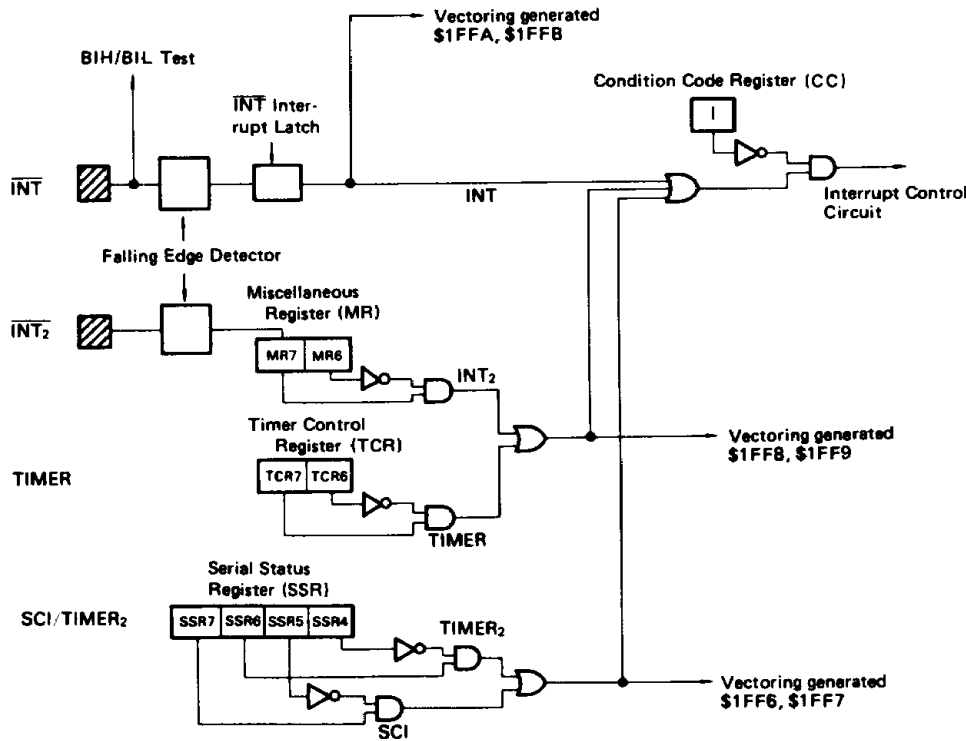 Vectoring generated
$1FFA, $1FFB
BIH/BIL Test
Condition Code Register (CC)
I
INT Inter-
rupt Latch
INT
INT
Interrupt Control
Circuit
Falling Edge Detector
Miscellaneous
Register (MR)
INT₂
MR7 MR6
INT₂
Timer Control
Register (TCR)
Vectoring generated
$1FF8, $1FF9
TIMER
TCR7 TCR6
TIMER
Serial Status
Register (SSR)
SCI/TIMER₂
SSR7 SSR6 SSR5 SSR4
TIMER₂
Vectoring generated
$1FF6, $1FF7
SCI